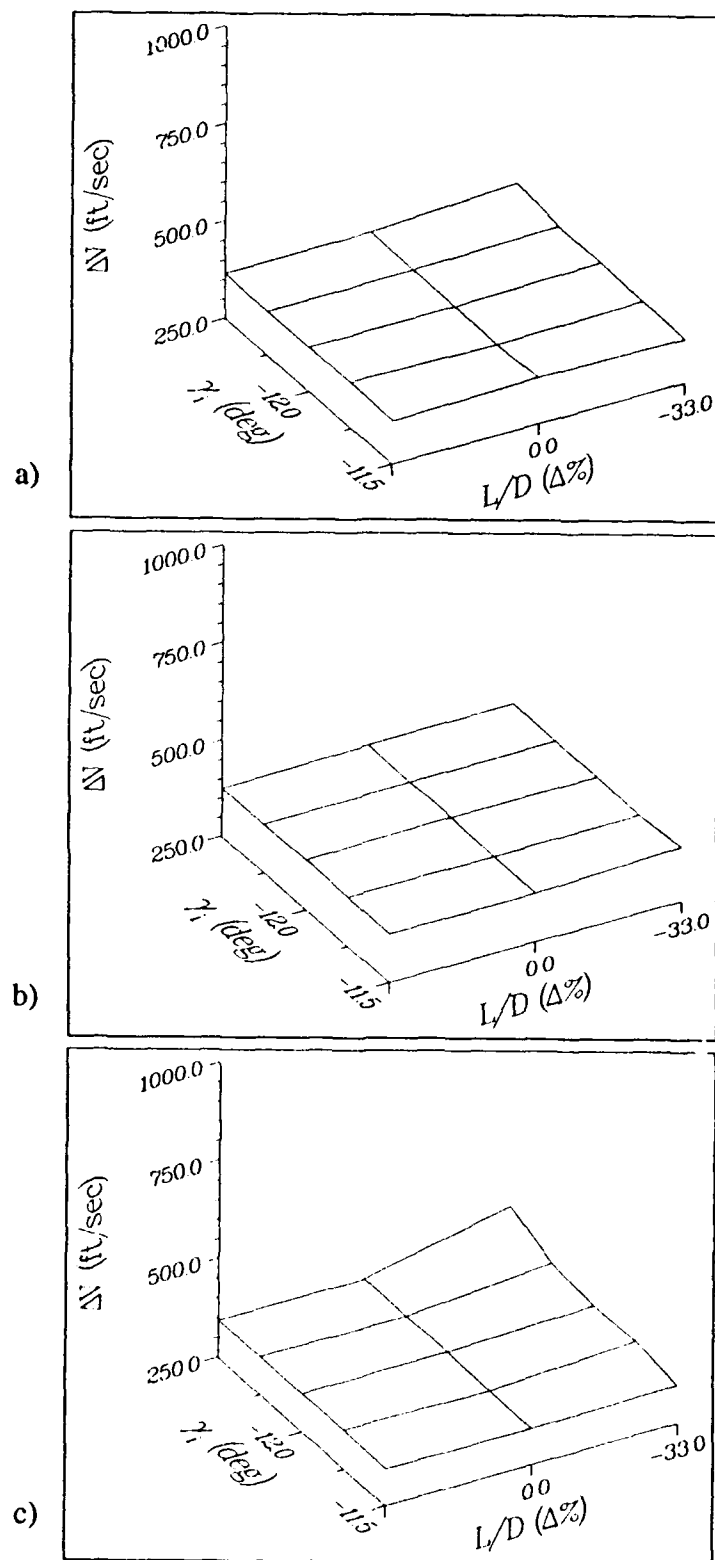 1000.0
750.0
500.0
250.0
ΔV (ft/sec)
γi (deg)
-12.0
-11.5
0.0
-33.0
L/D (Δ%)
a)
1000.0
750.0
500.0
250.0
ΔV (ft/sec)
γi (deg)
-12.0
-11.5
0.0
-33.0
L/D (Δ%)
b)
1000.0
750.0
500.0
250.0
ΔV (ft/sec)
γi (deg)
-12.0
-11.5
0.0
-33.0
L/D (Δ%)
c)